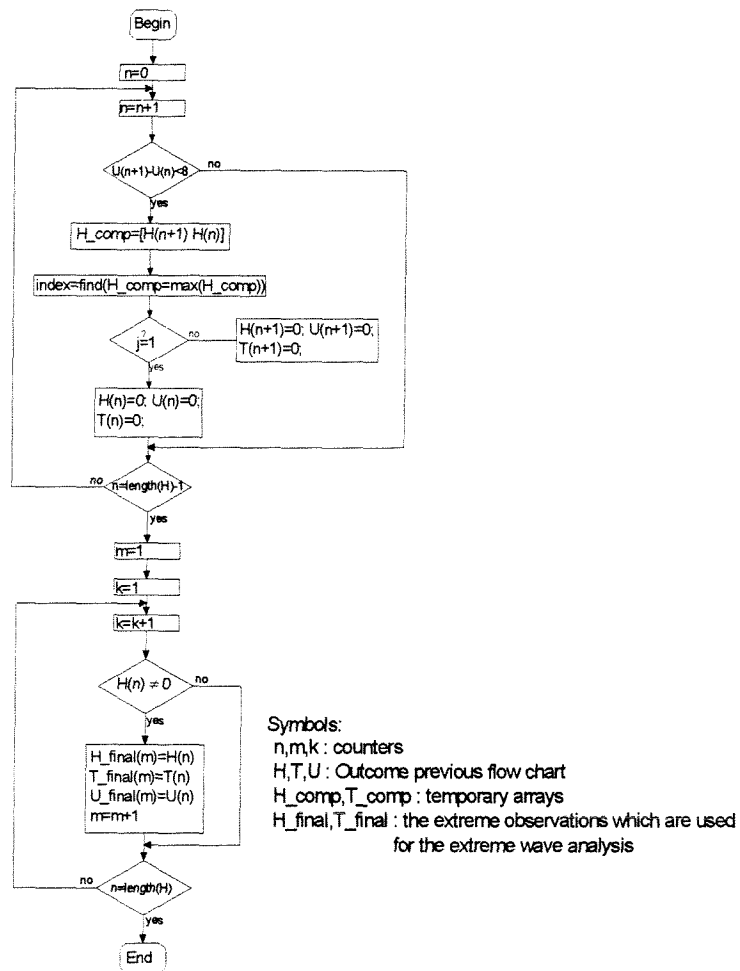 Begin
n=0
n=n+1
U(n+1)-U(n)<8
no
yes
H_comp=[H(n+1) H(n)]
index=find(H_comp=max(H_comp))
?
j=1
no
H(n+1)=0; U(n+1)=0;
T(n+1)=0;
yes
H(n)=0; U(n)=0;
T(n)=0;
no
n=length(H)-1
yes
m=1
k=1
k=k+1
H(n) ≠ 0
no
yes
H_final(m)=H(n)
T_final(m)=T(n)
U_final(m)=U(n)
m=m+1
no
n=length(H)
yes
End
Symbols:
n,m,k : counters
H,T,U : Outcome previous flow chart
H_comp,T_comp : temporary arrays
H_final,T_final : the extreme observations which are used
for the extreme wave analysis